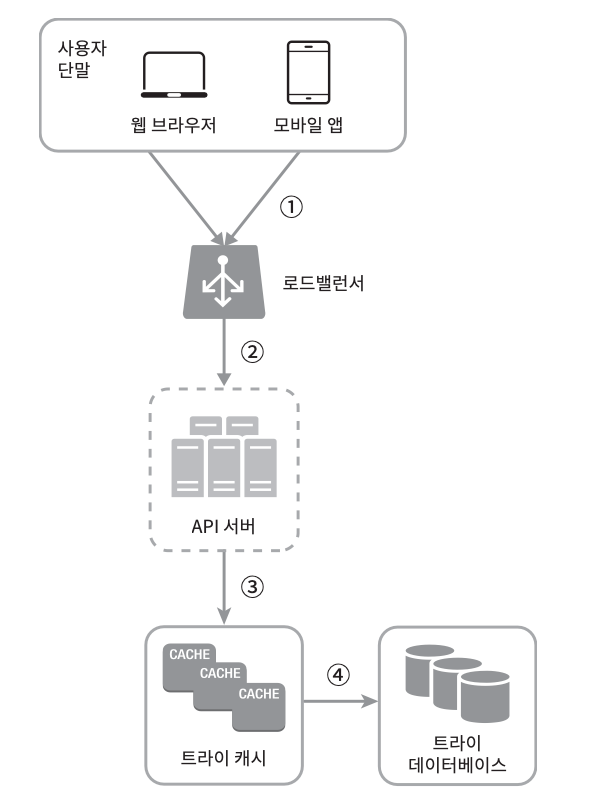 사용자
단말
웹 브라우저
모바일 앱
①
로드밸런서
②
API 서버
③
CACHE
CACHE
CACHE
④
트라이 캐시
트라이
데이터베이스